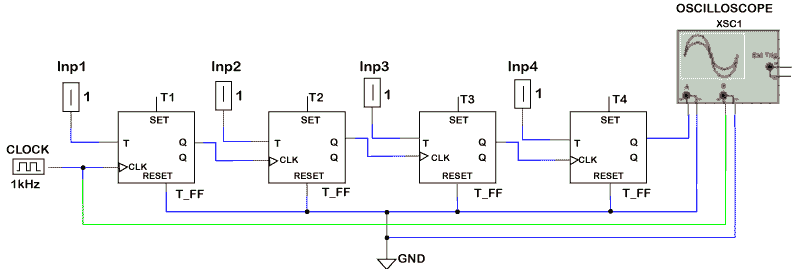 OSCILLOSCOPE
XSC1
Ext Trig
A
B
Inp1
1
Inp2
1
Inp3
1
Inp4
1
T1
SET
T
Q
CLK
Q
RESET
T_FF
T2
SET
T
Q
CLK
Q
RESET
T_FF
T3
SET
T
Q
CLK
Q
RESET
T_FF
T4
SET
T
Q
CLK
Q
RESET
T_FF
CLOCK
1kHz
GND